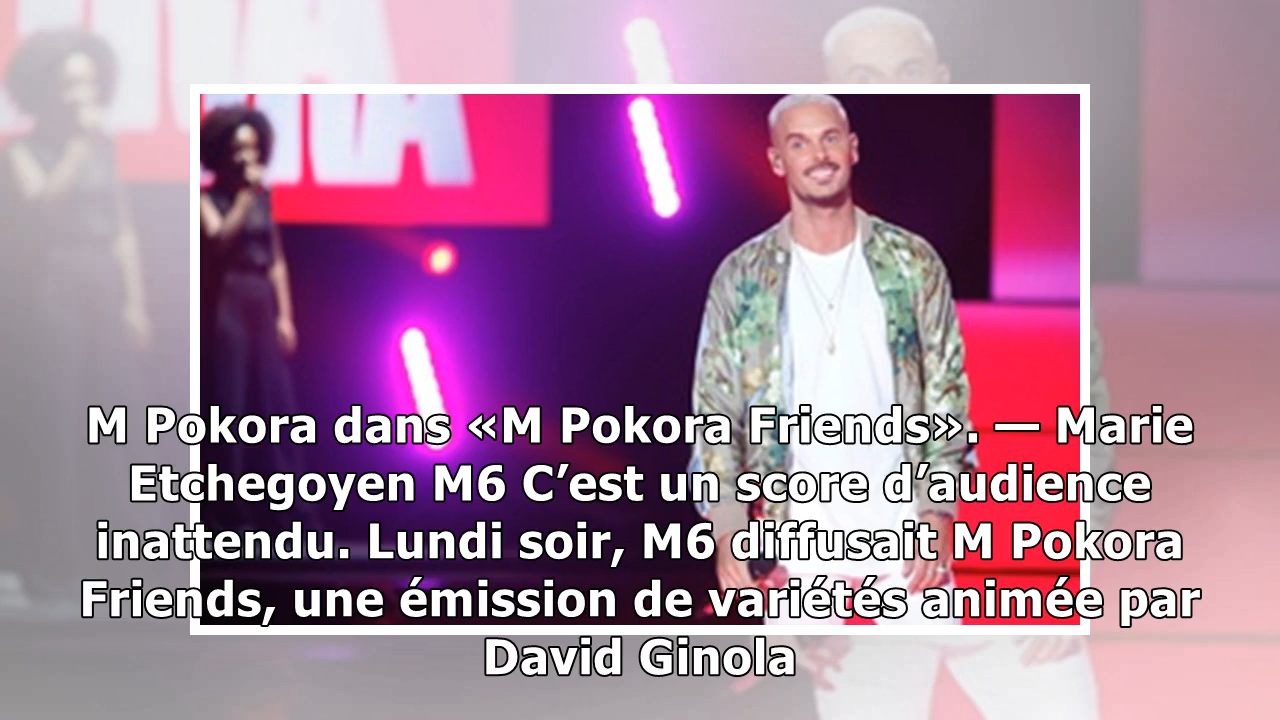 M Pokora dans «M Pokora Friends». — Marie
Etchegoyen M6 C’est un score d’audience
inattendu. Lundi soir, M6 diffusait M Pokora
Friends, une émission de variétés animée par
David Ginola